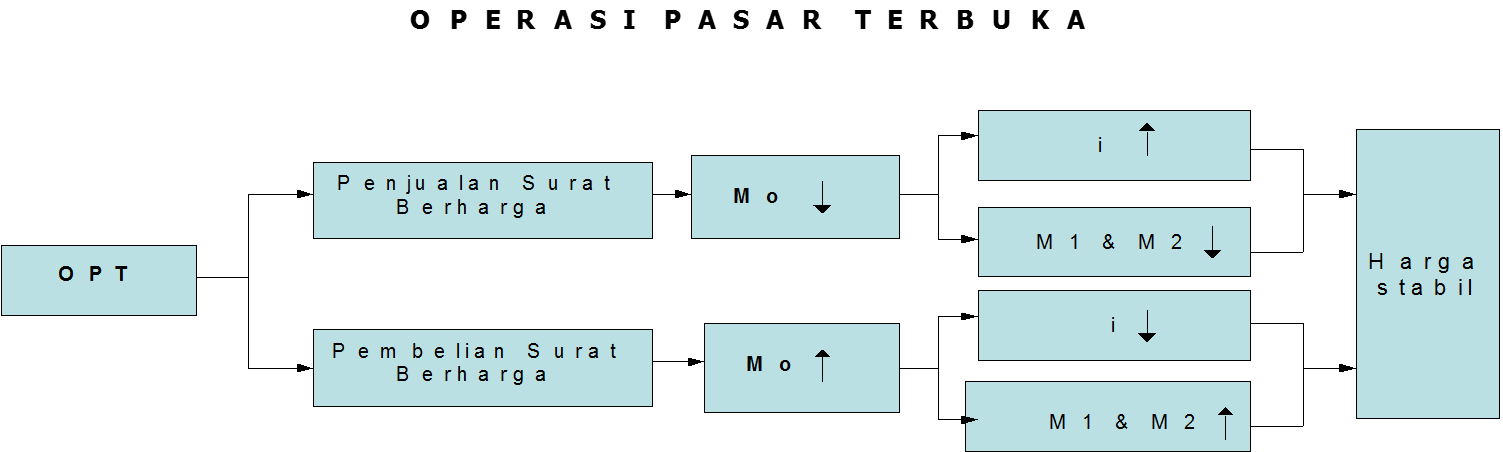 OPERASI PASAR TERBUKA
OPT
Penjualan Surat
Berharga
Mo ↓
i ↑
M1 & M2 ↓
Pembelian Surat
Berharga
Mo ↑
i ↓
M1 & M2 ↑
Harga
stabil